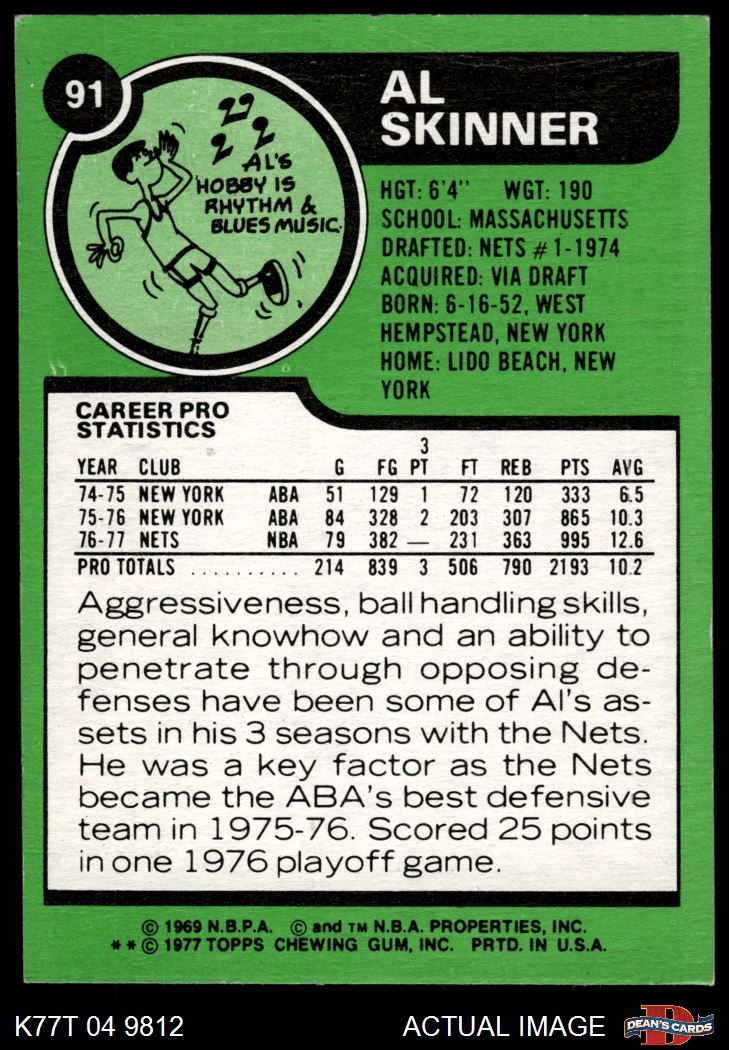 91
AL
SKINNER
AL'S
HOBBY IS
RHYTHM &
BLUES MUSIC.
HGT: 6'4" WGT: 190
SCHOOL: MASSACHUSETTS
DRAFTED: NETS #1-1974
ACQUIRED: VIA DRAFT
BORN: 6-16-52, WEST
HEMPSTEAD, NEW YORK
HOME: LIDO BEACH, NEW
YORK
CAREER PRO
STATISTICS
YEAR CLUB G FG 3 PT FT REB PTS AVG
74-75 NEW YORK ABA 51 129 1 72 120 333 6.5
75-76 NEW YORK ABA 84 328 2 203 307 865 10.3
76-77 NETS NBA 79 382 — 231 363 995 12.6
PRO TOTALS .......... 214 839 3 506 790 2193 10.2
Aggressiveness, ball handling skills,
general knowhow and an ability to
penetrate through opposing de-
fenses have been some of Al's as-
sets in his 3 seasons with the Nets.
He was a key factor as the Nets
became the ABA's best defensive
team in 1975-76. Scored 25 points
in one 1976 playoff game.
© 1969 N.B.P.A. © and TM N.B.A. PROPERTIES, INC.
** © 1977 TOPPS CHEWING GUM, INC. PRTD. IN U.S.A.
K77T 04 9812 ACTUAL IMAGE
DEAN'S CARDS